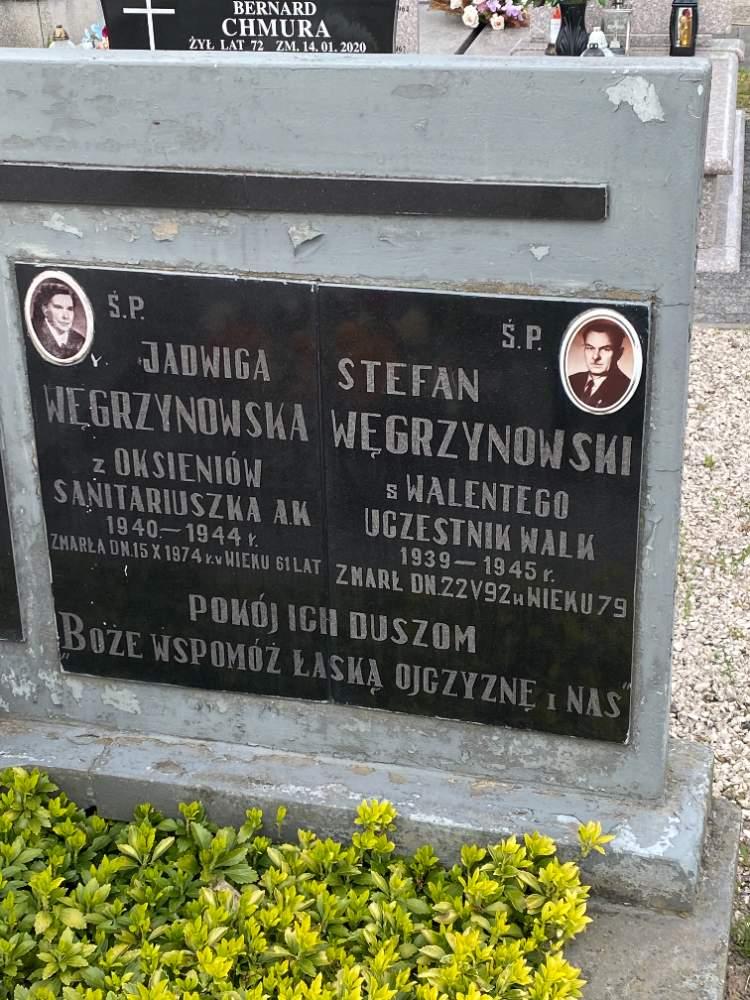 BERNARD
CHMURA
ŻYŁ LAT 72 ZM. 14.01.2020
Ś.P.
JADWIGA
WĘGRZYNOWSKA
z OKSIENIÓW
SANITARIUSZKA A.K
1940 — 1944 r.
ZMARŁA DN. 15 X 1974 r. w WIEKU 61 LAT
Ś.P.
STEFAN
WĘGRZYNOWSKI
s WALENTEGO
UCZESTNIK WALK
1939 — 1945 r.
ZMARŁ DN. 22 V 92 w WIEKU 79
POKÓJ ICH DUSZOM
"BOŻE WSPOMÓŻ ŁASKĄ OJCZYZNĘ I NAS"